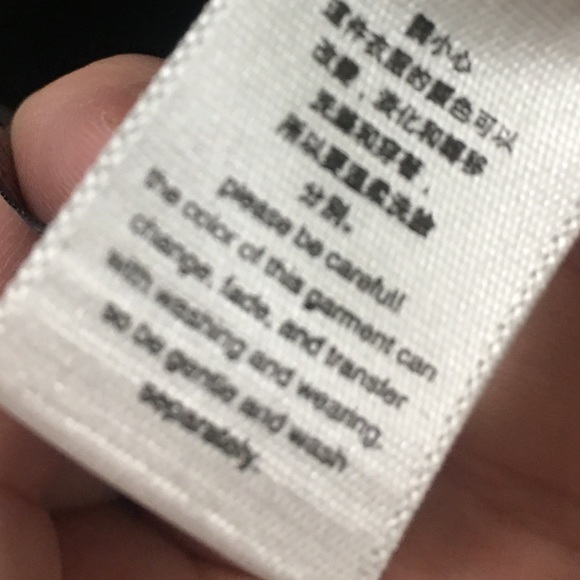 請小心
這件衣服的顏色可以
改變，淡化和轉移
洗滌和穿著，
所以要溫柔洗滌
分別。
please be careful!
the color of this garment can
change, fade, and transfer
with washing and wearing.
so be gentle and wash
separately.